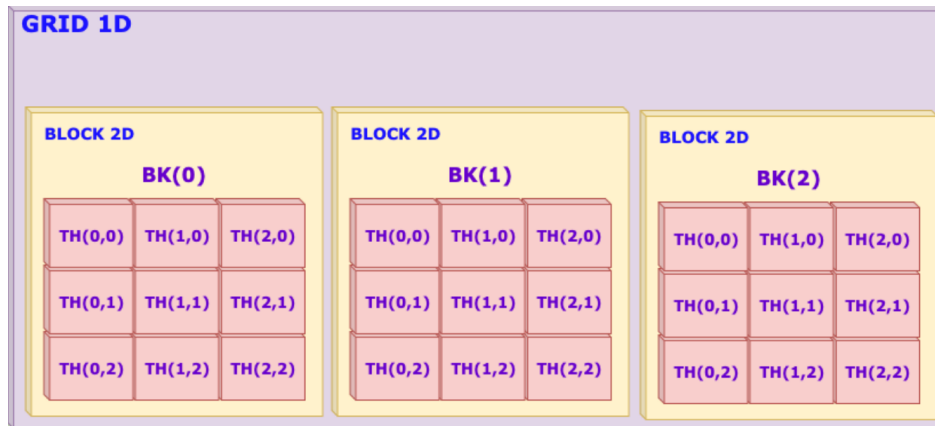 GRID 1D
BLOCK 2D
BK(0)
TH(0,0) TH(1,0) TH(2,0)
TH(0,1) TH(1,1) TH(2,1)
TH(0,2) TH(1,2) TH(2,2)
BLOCK 2D
BK(1)
TH(0,0) TH(1,0) TH(2,0)
TH(0,1) TH(1,1) TH(2,1)
TH(0,2) TH(1,2) TH(2,2)
BLOCK 2D
BK(2)
TH(0,0) TH(1,0) TH(2,0)
TH(0,1) TH(1,1) TH(2,1)
TH(0,2) TH(1,2) TH(2,2)